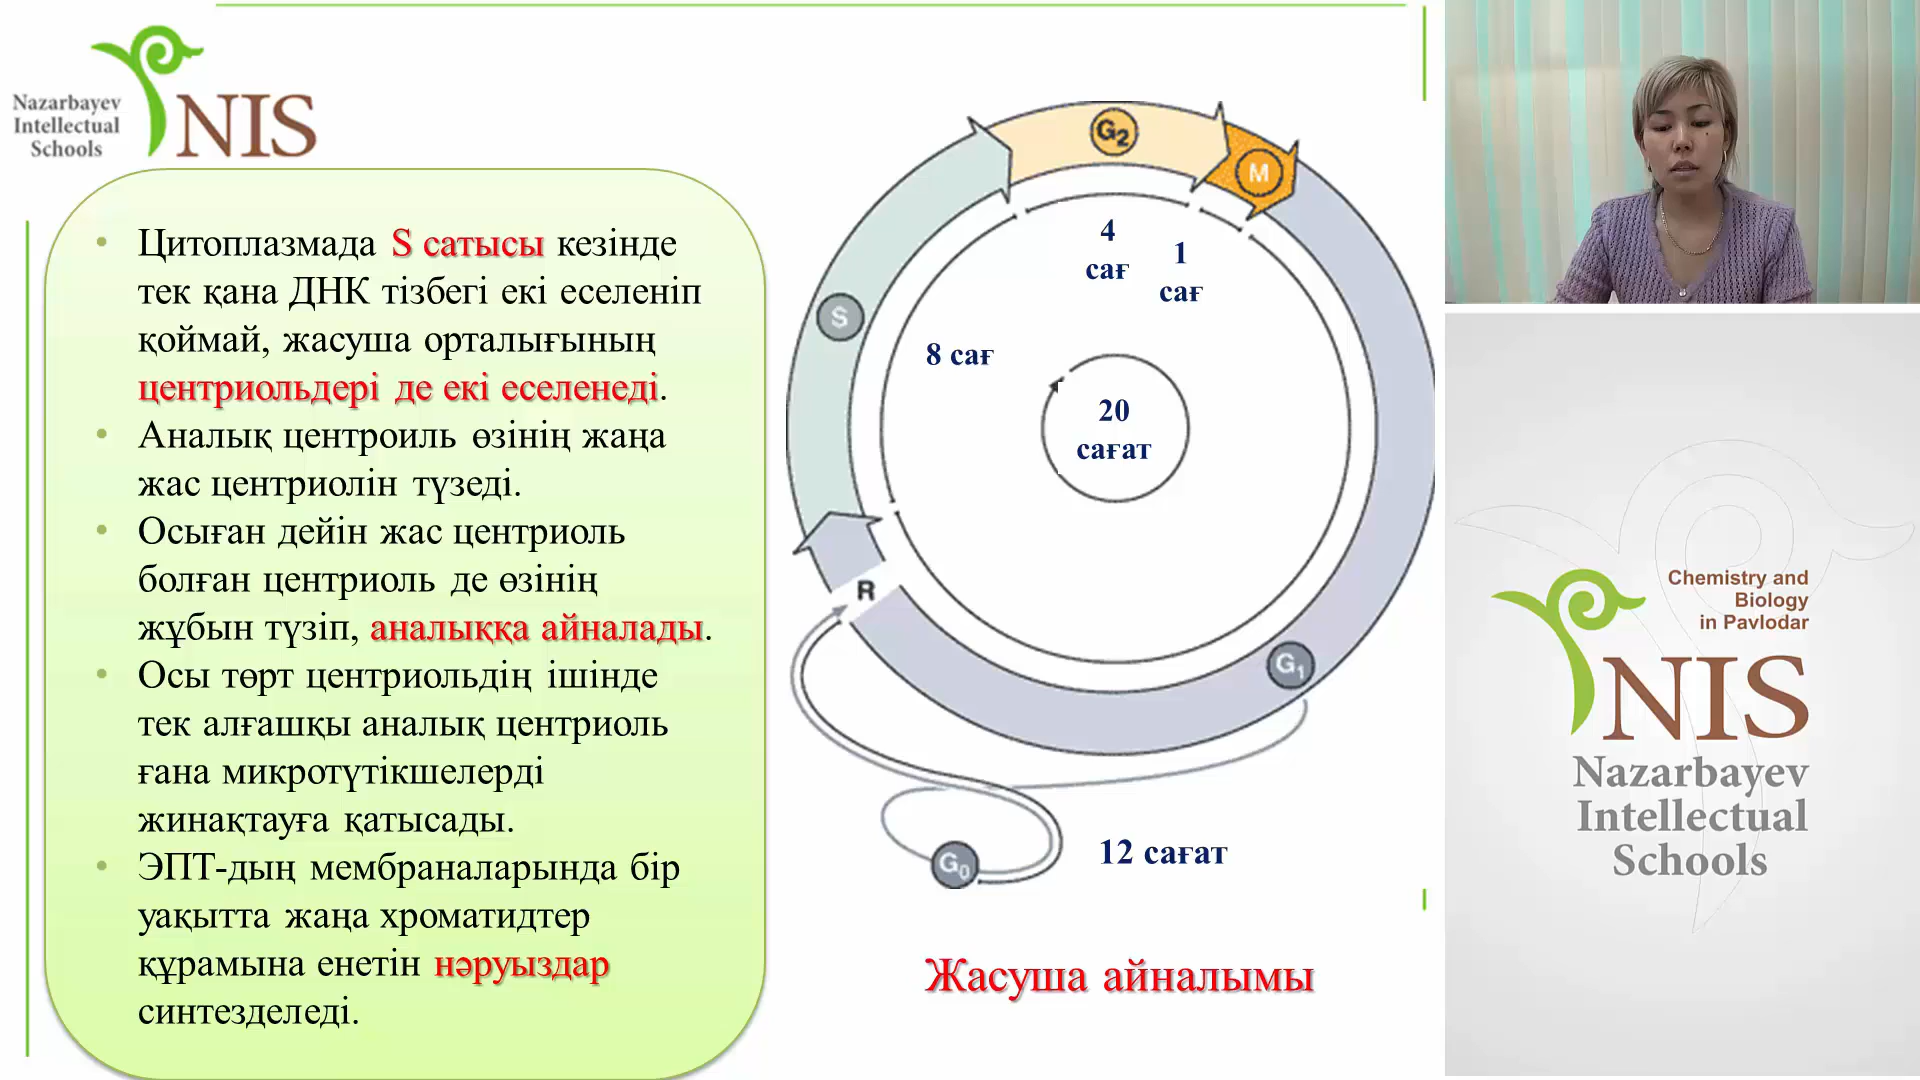 Nazarbayev
Intellectual
Schools
NIS
• Цитоплазмада S сатысы кезінде
тек қана ДНК тізбегі екі еселеніп
қоймай, жасуша орталығының
центриольдері де екі еселенеді.
• Аналық центроиль өзінің жаңа
жас центриолін түзеді.
• Осыған дейін жас центриоль
болған центриоль де өзінің
жұбын түзіп, аналыққа айналады.
• Осы төрт центриольдің ішінде
тек алғашқы аналық центриоль
ғана микротүтікшелерді
жинақтауға қатысады.
• ЭПТ-дың мембраналарында бір
уақытта жаңа хроматидтер
құрамына енетін нәруыздар
синтезделеді.
G2
M
4
сағ
1
сағ
S
8 сағ
20
сағат
R
G1
G0
12 сағат
Жасуша айналымы
Chemistry and
Biology
in Pavlodar
NIS
Nazarbayev
Intellectual
Schools